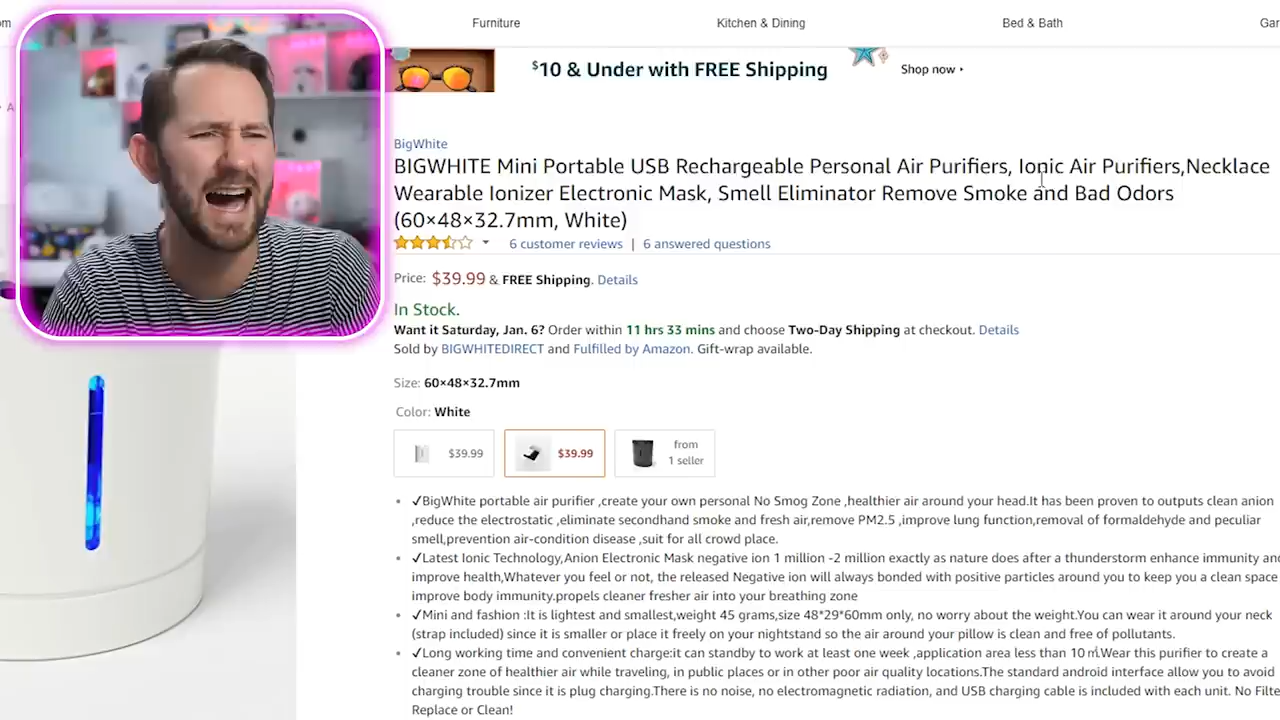 om
Furniture
Kitchen & Dining
Bed & Bath
Gar
$10 & Under with FREE Shipping
Shop now
A
BigWhite
BIGWHITE Mini Portable USB Rechargeable Personal Air Purifiers, Ionic Air Purifiers,Necklace
Wearable Ionizer Electronic Mask, Smell Eliminator Remove Smoke and Bad Odors
(60×48×32.7mm, White)
6 customer reviews | 6 answered questions
Price: $39.99 & FREE Shipping. Details
In Stock.
Want it Saturday, Jan. 6? Order within 11 hrs 33 mins and choose Two-Day Shipping at checkout. Details
Sold by BIGWHITEDIRECT and Fulfilled by Amazon. Gift-wrap available.
Size: 60×48×32.7mm
Color: White
$39.99
$39.99
from
1 seller
• ✓BigWhite portable air purifier ,create your own personal No Smog Zone ,healthier air around your head.It has been proven to outputs clean anion
,reduce the electrostatic ,eliminate secondhand smoke and fresh air,remove PM2.5 ,improve lung function,removal of formaldehyde and peculiar
smell,prevention air-condition disease ,suit for all crowd place.
• ✓Latest Ionic Technology,Anion Electronic Mask negative ion 1 million -2 million exactly as nature does after a thunderstorm enhance immunity and
improve health,Whatever you feel or not, the released Negative ion will always bonded with positive particles around you to keep you a clean space
improve body immunity.propels cleaner fresher air into your breathing zone
• ✓Mini and fashion :It is lightest and smallest,weight 45 grams,size 48*29*60mm only, no worry about the weight.You can wear it around your neck
(strap included) since it is smaller or place it freely on your nightstand so the air around your pillow is clean and free of pollutants.
• ✓Long working time and convenient charge:it can standby to work at least one week ,application area less than 10㎡.Wear this purifier to create a
cleaner zone of healthier air while traveling, in public places or in other poor air quality locations.The standard android interface allow you to avoid
charging trouble since it is plug charging.There is no noise, no electromagnetic radiation, and USB charging cable is included with each unit. No Filte
Replace or Clean!